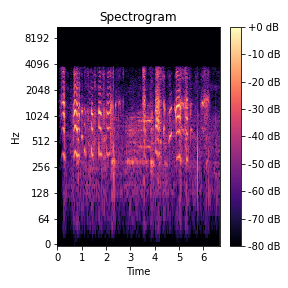 Spectrogram
+0 dB
8192
-10 dB
4096
-20 dB
2048
-30 dB
1024
Hz
512
-40 dB
256
-50 dB
128
-60 dB
64
-70 dB
0
-80 dB
0 1 2 3 4 5 6
Time